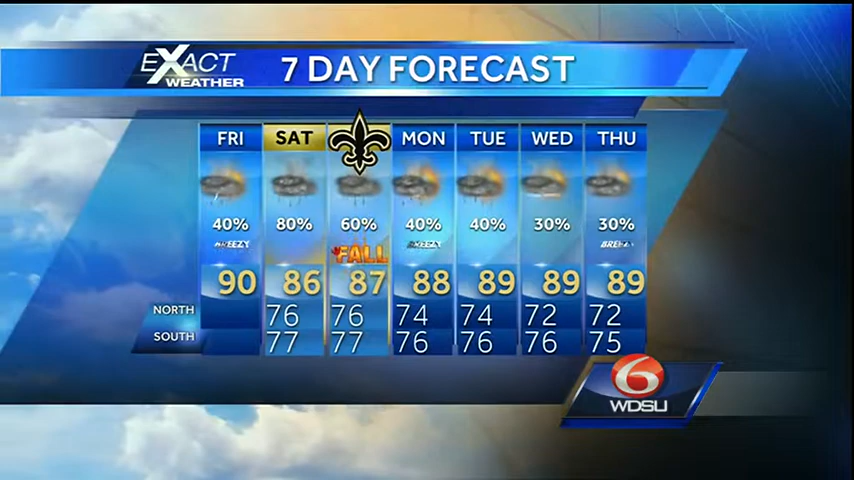 EXACT WEATHER
7 DAY FORECAST
FRI SAT MON TUE WED THU
40% 80% 60% 40% 40% 30% 30%
BREEZY BREEZY BREEZY
FALL
90 86 87 88 89 89 89
NORTH 76 76 74 74 72 72
SOUTH 77 77 76 76 76 75
6
WDSU